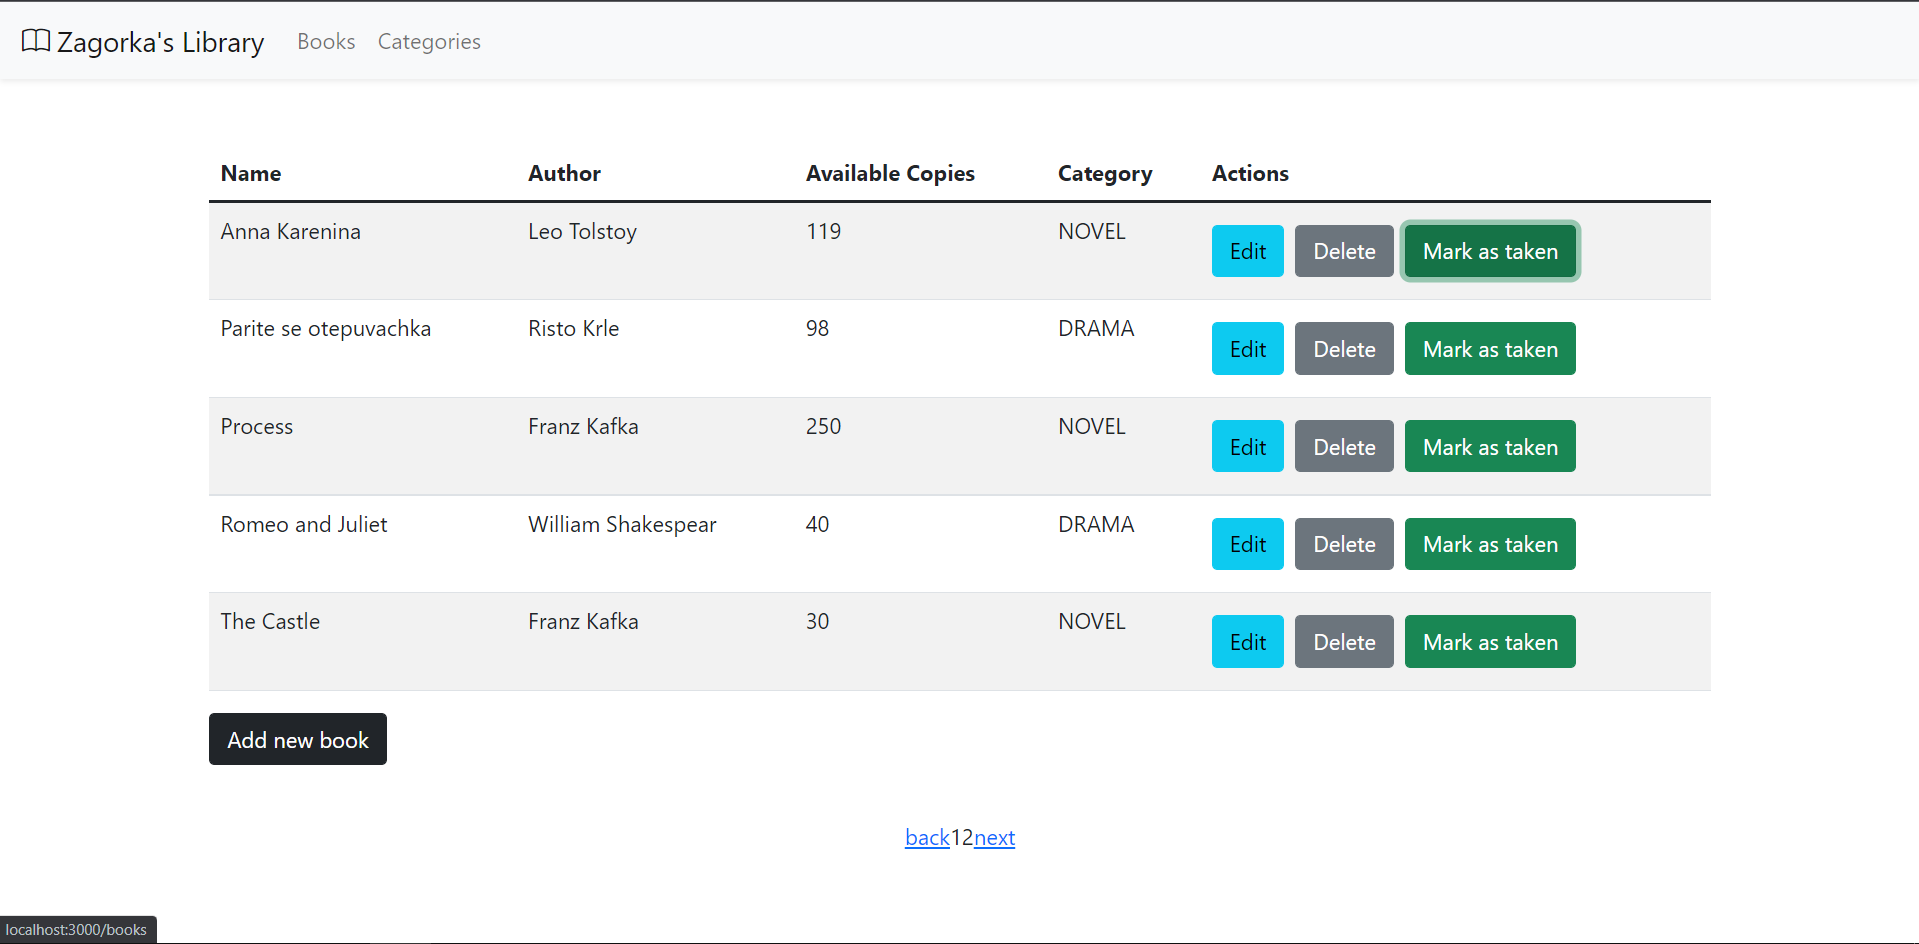 Zagorka's Library Books Categories
Name Author Available Copies Category Actions
Anna Karenina Leo Tolstoy 119 NOVEL Edit Delete Mark as taken
Parite se otepuvachka Risto Krle 98 DRAMA Edit Delete Mark as taken
Process Franz Kafka 250 NOVEL Edit Delete Mark as taken
Romeo and Juliet William Shakespear 40 DRAMA Edit Delete Mark as taken
The Castle Franz Kafka 30 NOVEL Edit Delete Mark as taken
Add new book
back12next
localhost:3000/books